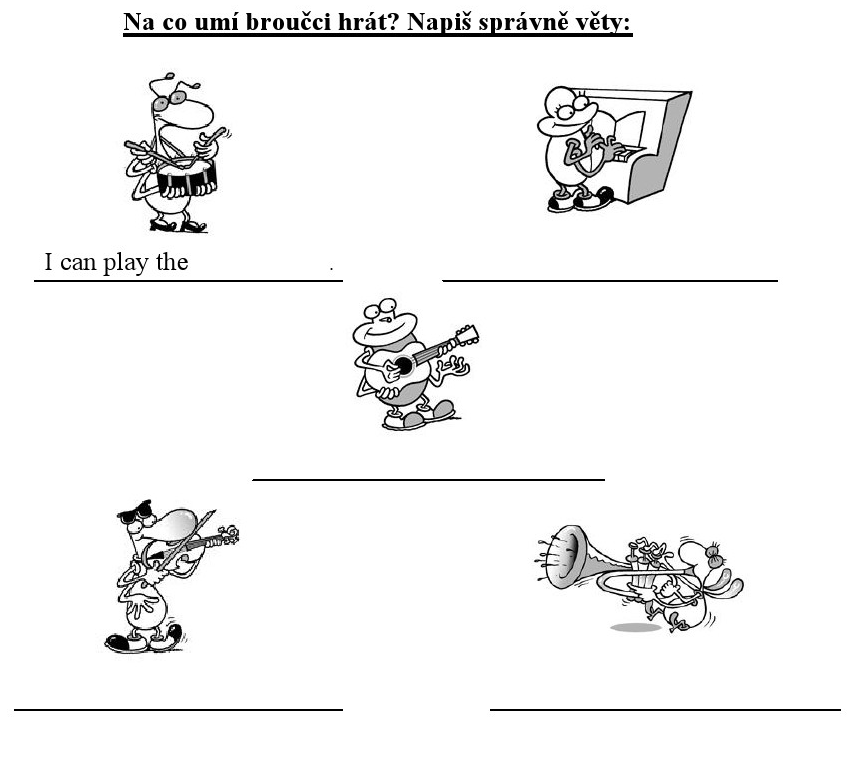 Na co umí broučci hrát? Napiš správně věty:
I can play the .